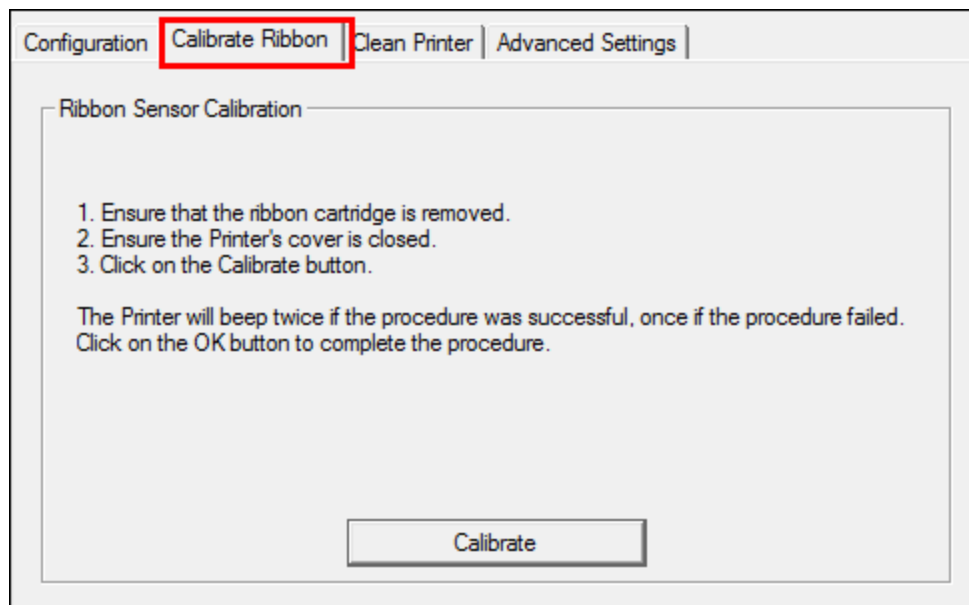 Configuration Calibrate Ribbon Clean Printer Advanced Settings
Ribbon Sensor Calibration
1. Ensure that the ribbon cartridge is removed.
2. Ensure the Printer's cover is closed.
3. Click on the Calibrate button.
The Printer will beep twice if the procedure was successful, once if the procedure failed.
Click on the OK button to complete the procedure.
Calibrate